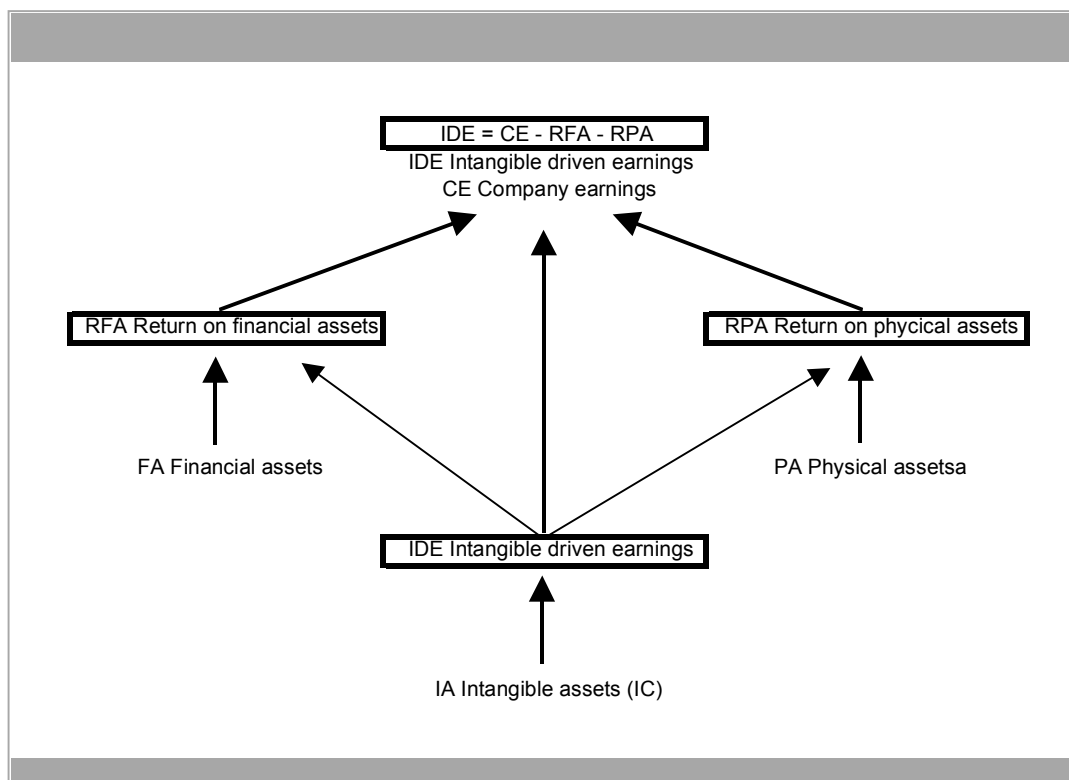 IDE = CE - RFA - RPA
IDE Intangible driven earnings
CE Company earnings
RFA Return on financial assets
RPA Return on phycical assets
FA Financial assets
PA Physical assetsa
IDE Intangible driven earnings
IA Intangible assets (IC)